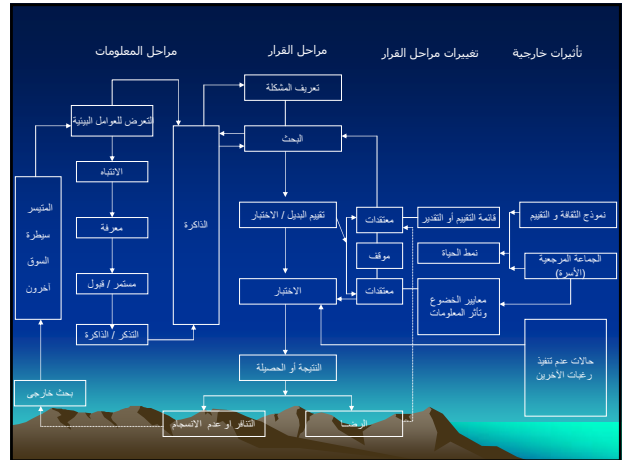 تأثيرات خارجية
تغييرات مراحل القرار
مراحل القرار
مراحل المعلومات
تعريف المشكلة
التعرض للعوامل البيئية
البحث
الانتباه
الذاكرة
المتيسر
سيطرة
السوق
آخرون
معرفة
تقييم البديل / الاختبار
معتقدات
قائمة التقييم أو التقدير
نموذج الثقافة و التقييم
موقف
نمط الحياة
الجماعة المرجعية
(الأسرة)
مستمر / قبول
الاختبار
معتقدات
معايير الخضوع
وتأثر المعلومات
التذكر / الذاكرة
النتيجة أو الحصيلة
حالات عدم تنفيذ
رغبات الآخرين
بحث خارجى
التنافر او عدم الانسجام
الرضا